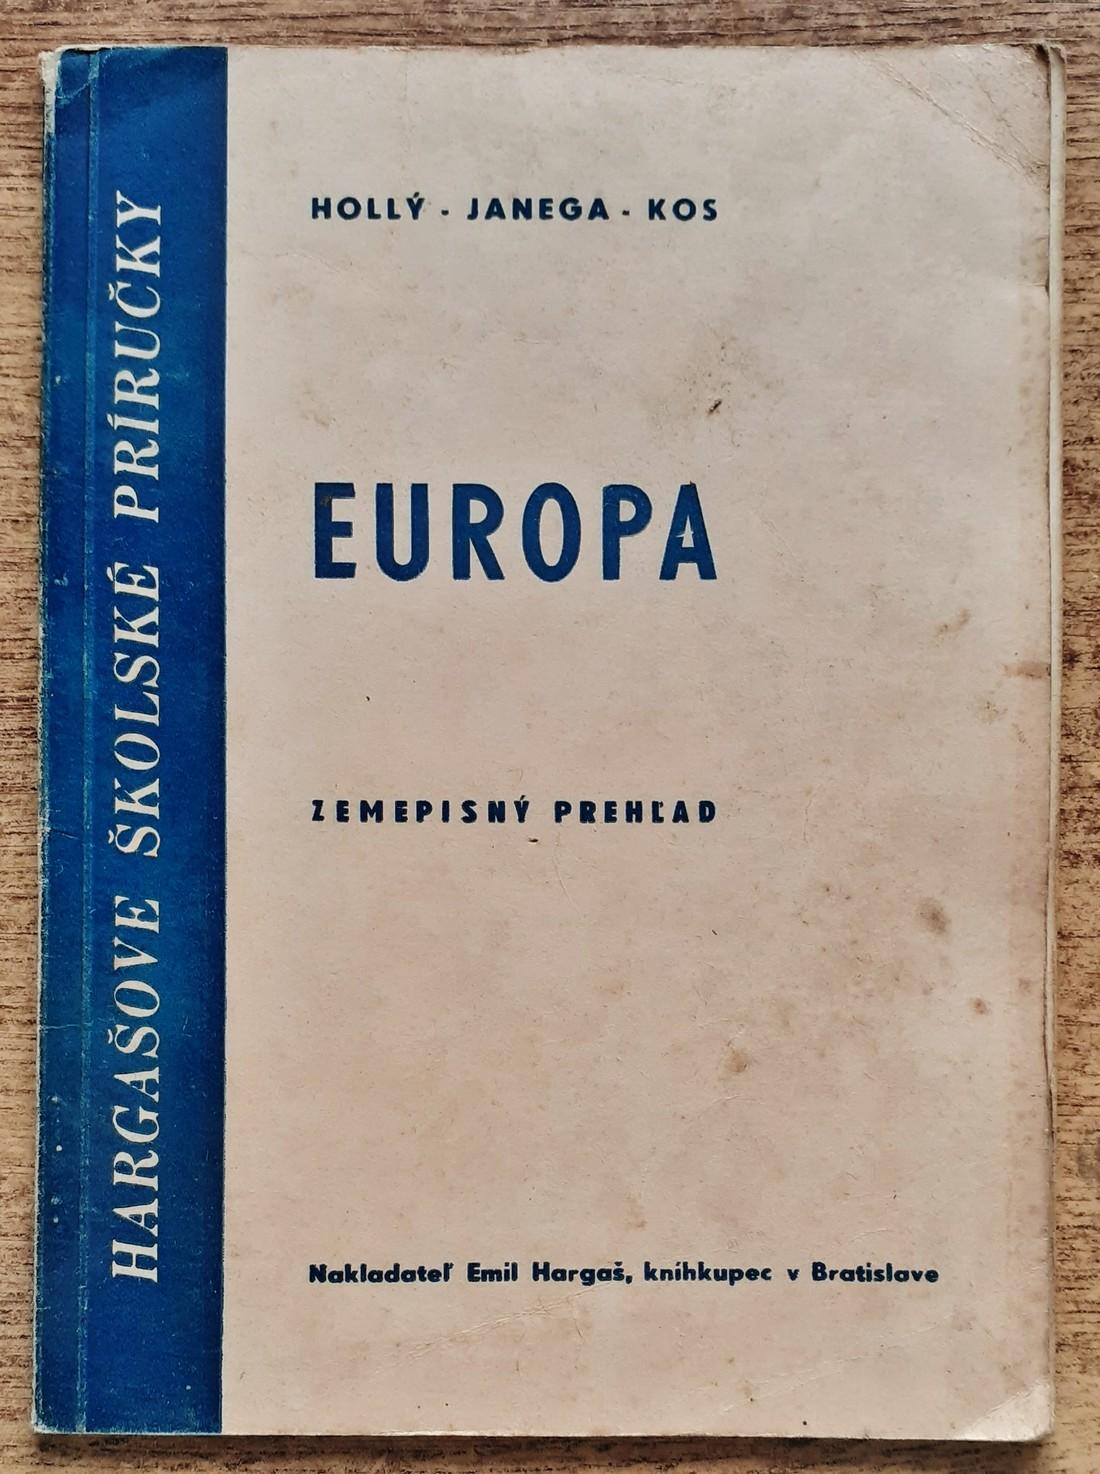 HARGAŠOVE ŠKOLSKÉ PRÍRUČKY
HOLLÝ - JANEGA - KOS
EUROPA
ZEMEPISNÝ PREHĽAD
Nakladateľ Emil Hargaš, kníhkupec v Bratislave